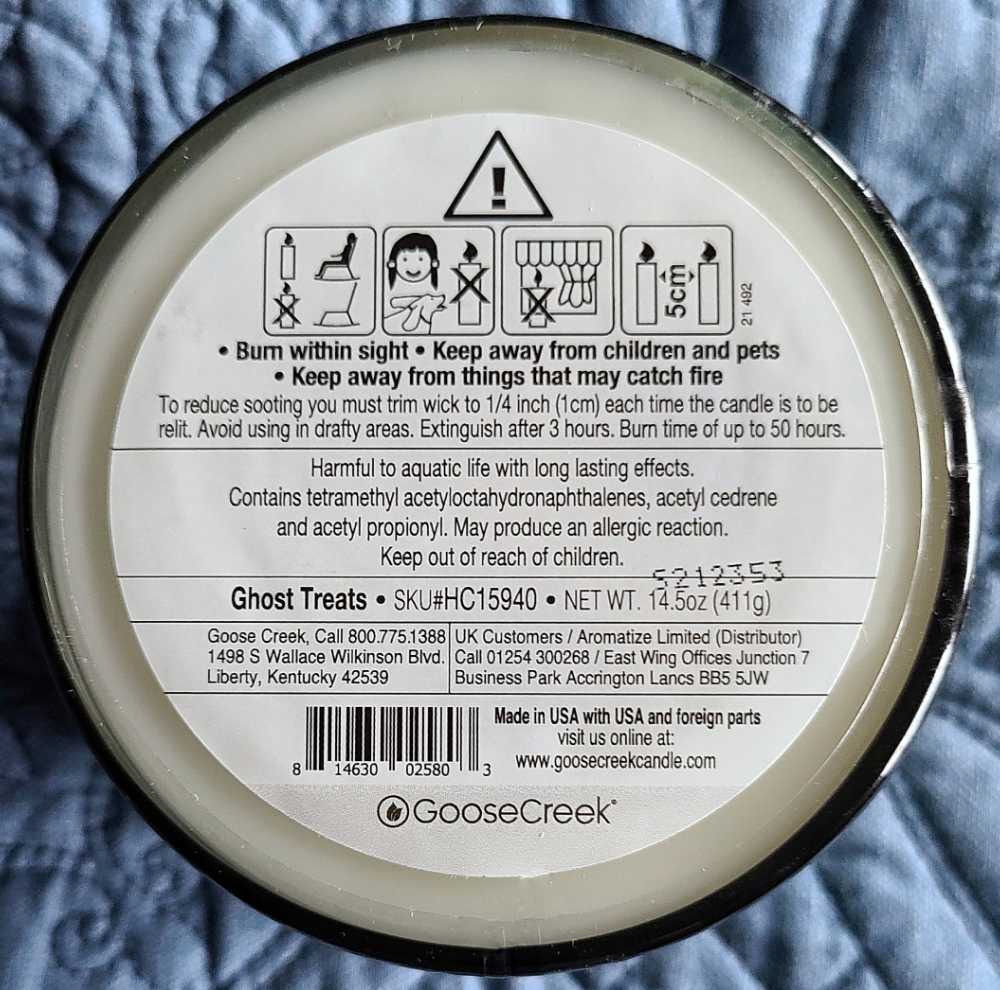 !
5cm
21 492
• Burn within sight • Keep away from children and pets
• Keep away from things that may catch fire
To reduce sooting you must trim wick to 1/4 inch (1cm) each time the candle is to be
relit. Avoid using in drafty areas. Extinguish after 3 hours. Burn time of up to 50 hours.
Harmful to aquatic life with long lasting effects.
Contains tetramethyl acetyloctahydronaphthalenes, acetyl cedrene
and acetyl propionyl. May produce an allergic reaction.
Keep out of reach of children.
5212353
Ghost Treats • SKU#HC15940 • NET WT. 14.5oz (411g)
Goose Creek, Call 800.775.1388
1498 S Wallace Wilkinson Blvd.
Liberty, Kentucky 42539
UK Customers / Aromatize Limited (Distributor)
Call 01254 300268 / East Wing Offices Junction 7
Business Park Accrington Lancs BB5 5JW
8 14630 02580 3
Made in USA with USA and foreign parts
visit us online at:
www.goosecreekcandle.com
GooseCreek®